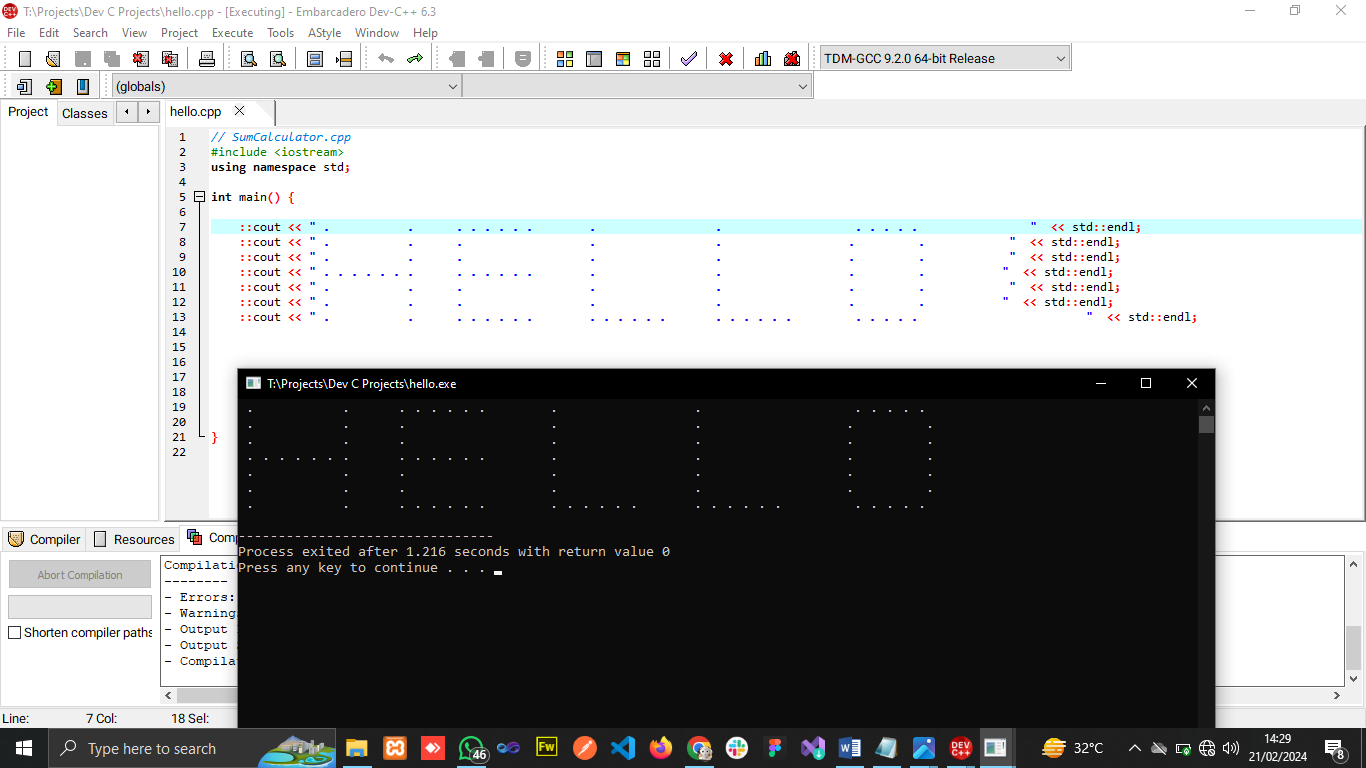 T:\Projects\Dev C Projects\hello.cpp - [Executing] - Embarcadero Dev-C++ 6.3
File Edit Search View Project Execute Tools AStyle Window Help
TDM-GCC 9.2.0 64-bit Release
(globals)
Project Classes hello.cpp
1 // SumCalculator.cpp
2 #include <iostream>
3 using namespace std;
4
5 int main() {
6
7 ::cout << " .           .      . . . . . .        .                 .                   . . . . .                " << std::endl;
8 ::cout << " .           .      .                  .                 .                  .         .            " << std::endl;
9 ::cout << " .           .      .                  .                 .                  .         .            " << std::endl;
10 ::cout << " . . . . . . .      . . . . . .        .                 .                  .         .           " << std::endl;
11 ::cout << " .           .      .                  .                 .                  .         .            " << std::endl;
12 ::cout << " .           .      .                  .                 .                  .         .           " << std::endl;
13 ::cout << " .           .      . . . . . .        . . . . . .       . . . . . .         . . . . .                        " << std::endl;
14
15
16
17
18
19
20
21 }
22
T:\Projects\Dev C Projects\hello.exe
.           .      . . . . . .        .                 .                   . . . . .
.           .      .                  .                 .                  .         .
.           .      .                  .                 .                  .         .
. . . . . . .      . . . . . .        .                 .                  .         .
.           .      .                  .                 .                  .         .
.           .      .                  .                 .                  .         .
.           .      . . . . . .        . . . . . .       . . . . . .         . . . . .
--------------------------------
Process exited after 1.216 seconds with return value 0
Press any key to continue . . .
Compiler Resources
Abort Compilation
Shorten compiler paths
--------
- Errors:
- Output
- Output
Line: 7 Col: 18 Sel:
Type here to search
46
Fw
DEV C++
32°C
14:29
21/02/2024
8